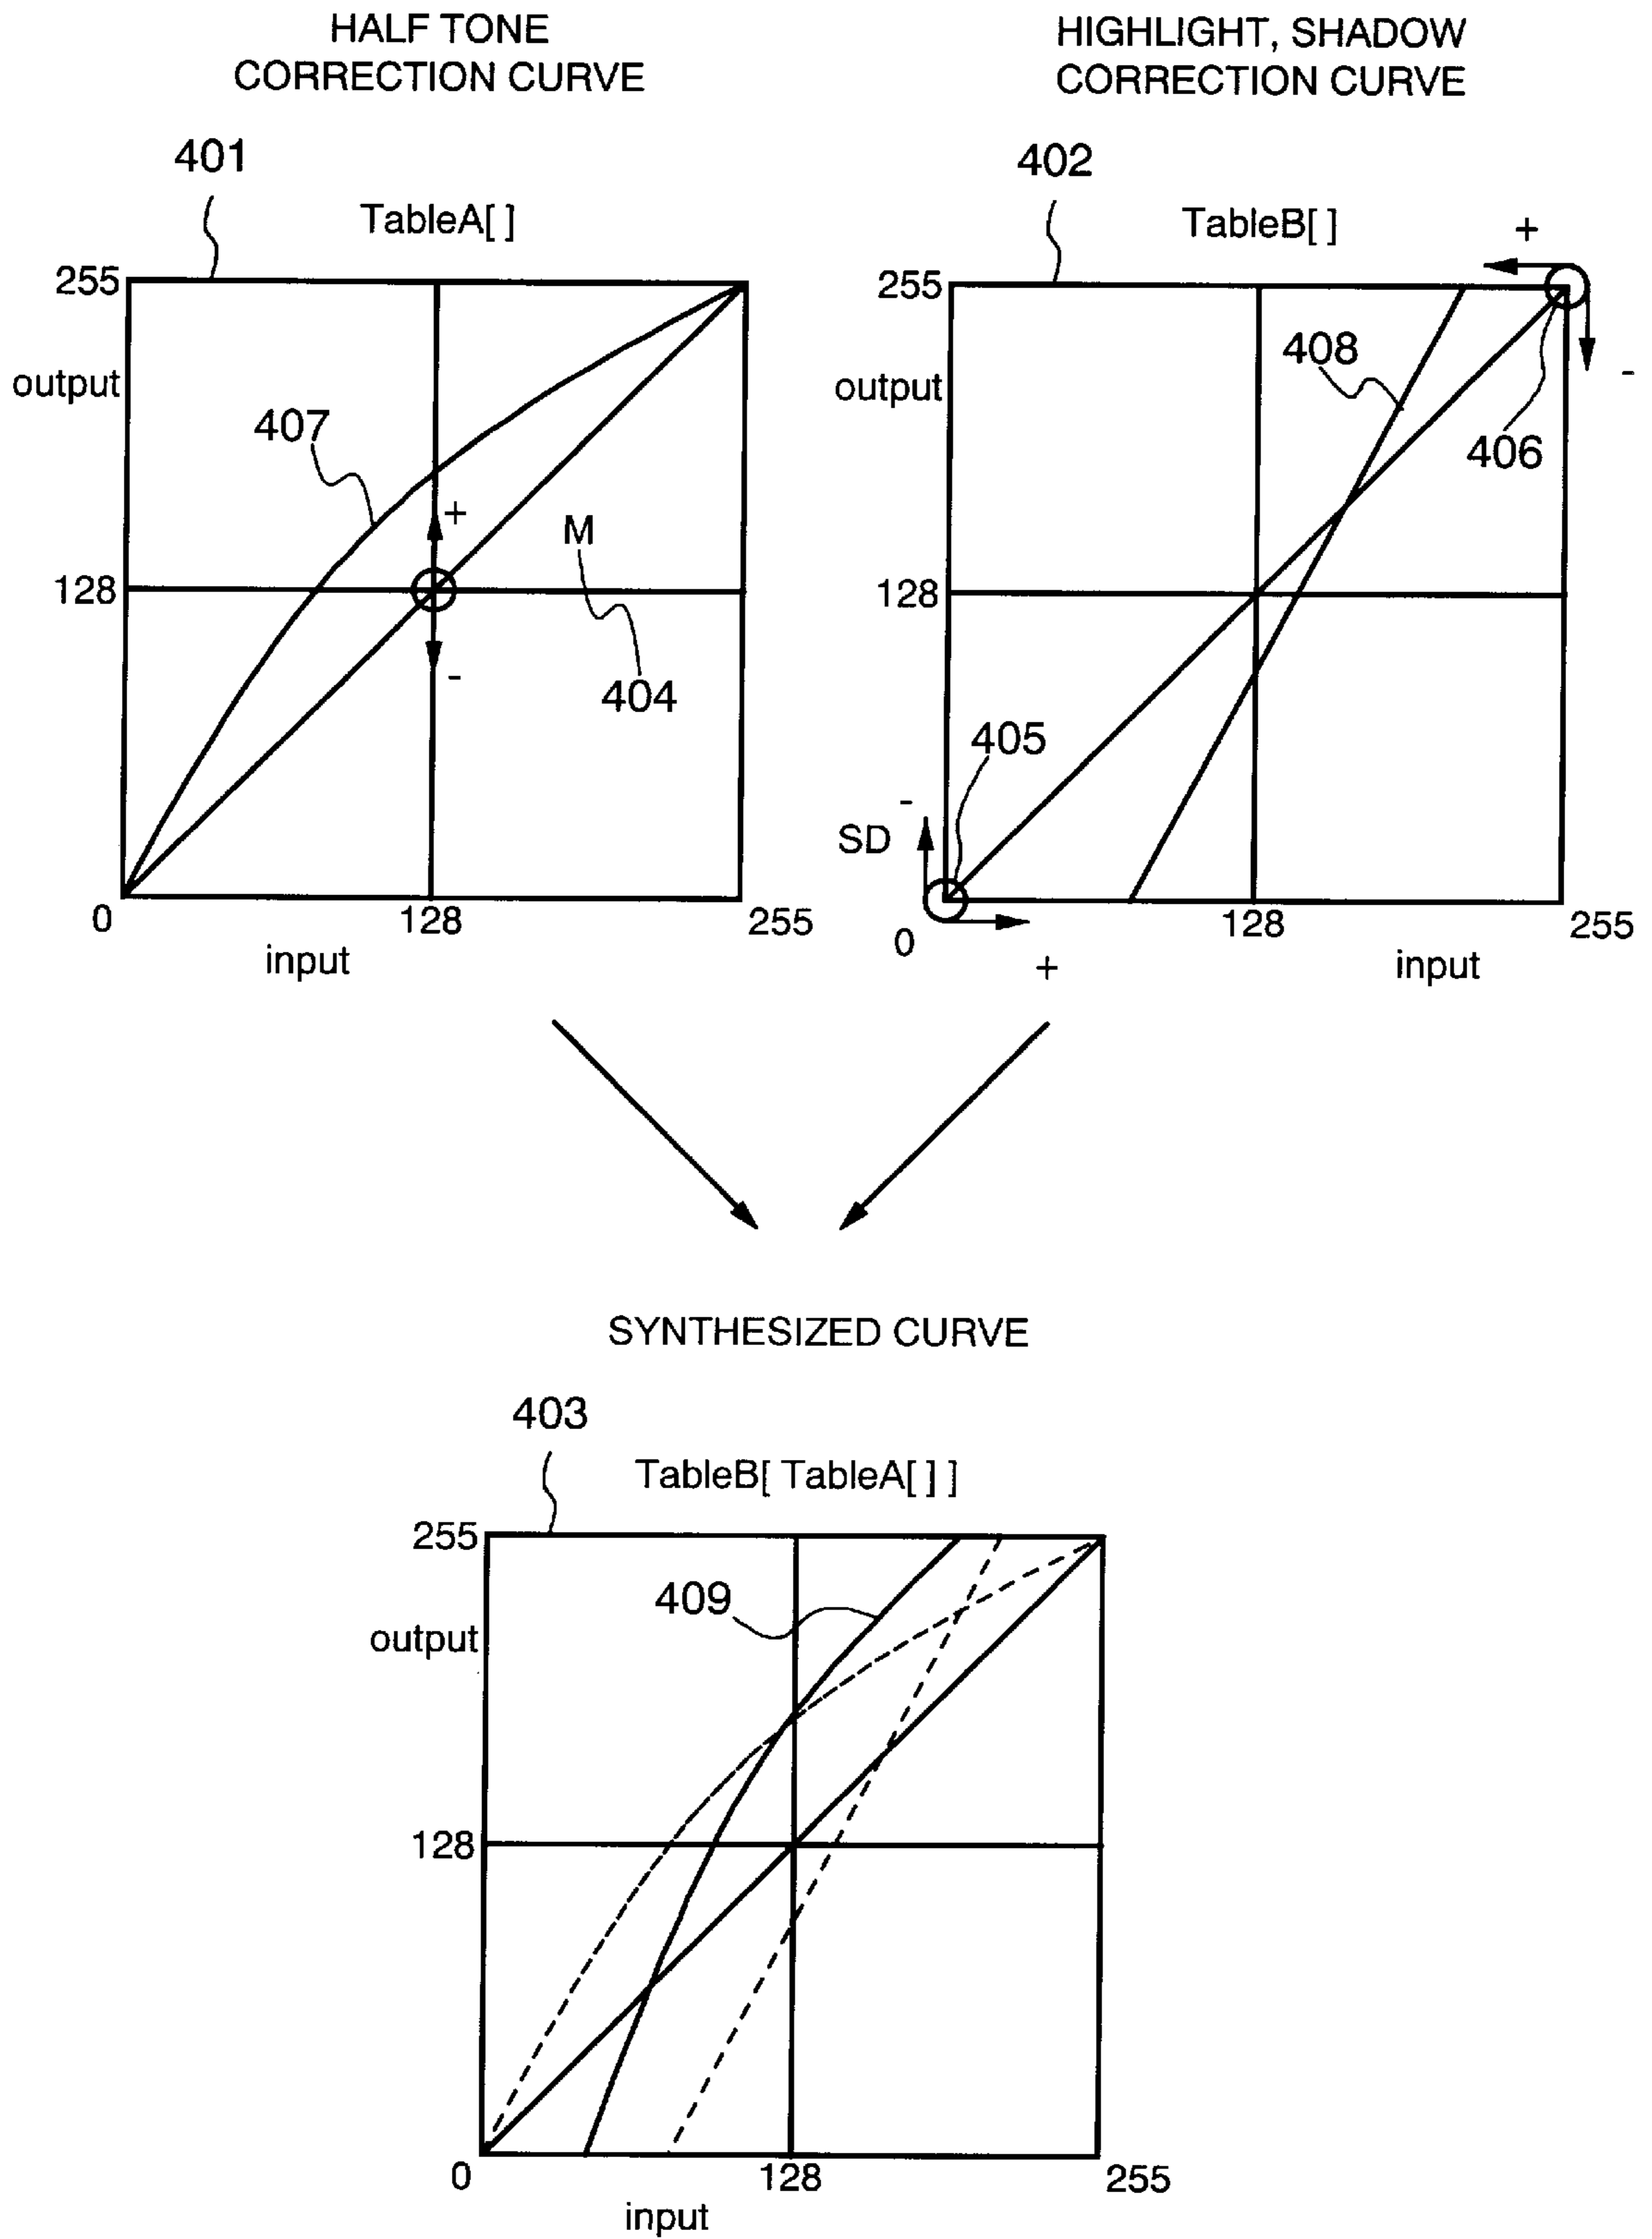 HALF TONE
CORRECTION CURVE
401
TableA[ ]
255
output
407
+
M
128
-
404
0
128
255
input
HIGHLIGHT, SHADOW
CORRECTION CURVE
402
TableB[ ]
+
255
408
-
output
406
128
405
-
SD
0
128
255
+
input
SYNTHESIZED CURVE
403
TableB[ TableA[ ] ]
255
409
output
128
0
128
255
input